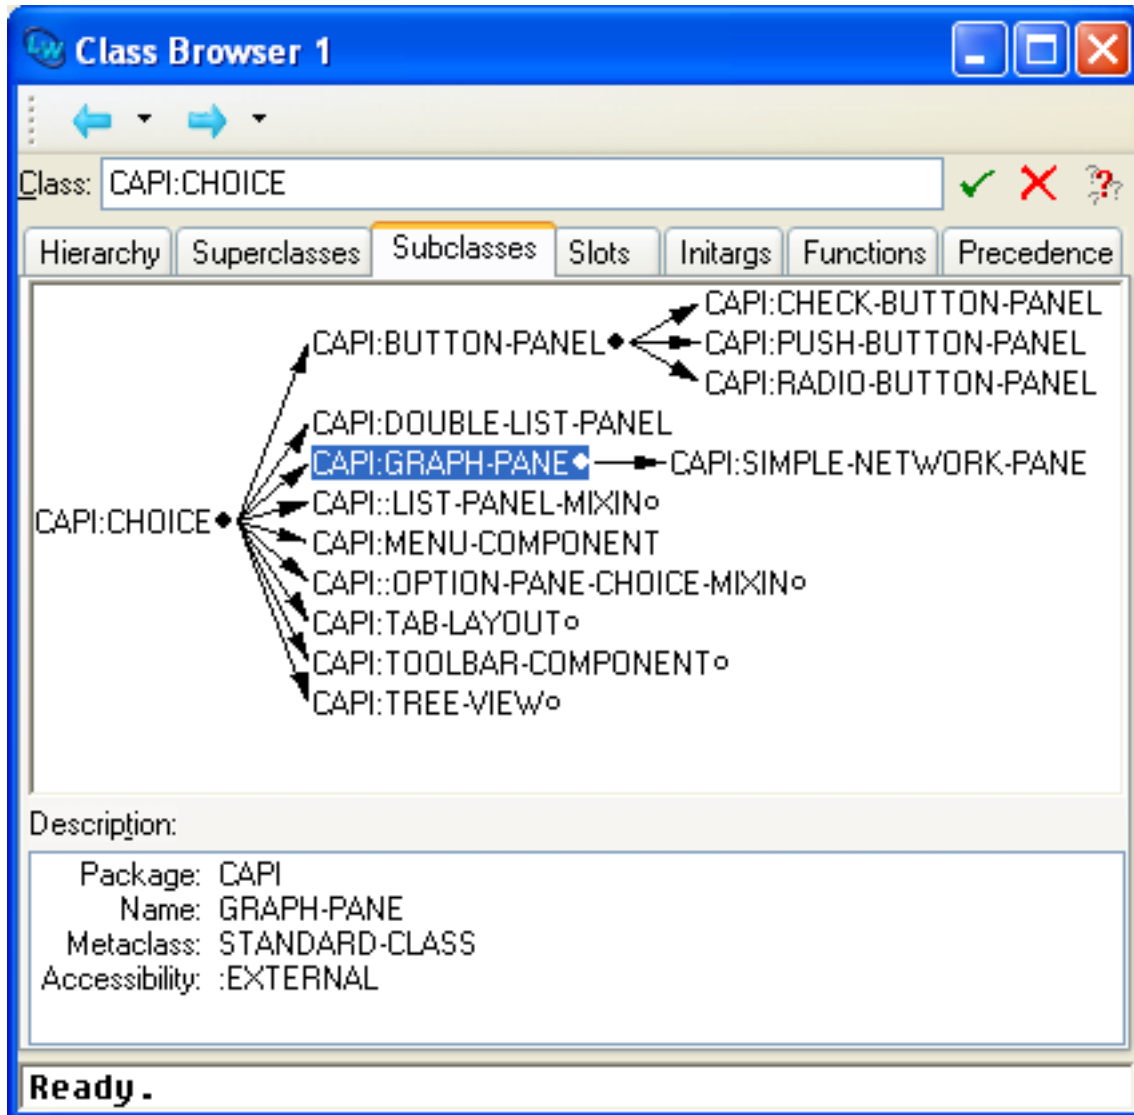 LW Class Browser 1
Class: CAPI:CHOICE
Hierarchy Superclasses Subclasses Slots Initargs Functions Precedence
CAPI:CHECK-BUTTON-PANEL
CAPI:BUTTON-PANEL CAPI:PUSH-BUTTON-PANEL
CAPI:RADIO-BUTTON-PANEL
CAPI:DOUBLE-LIST-PANEL
CAPI:GRAPH-PANE CAPI:SIMPLE-NETWORK-PANE
CAPI::LIST-PANEL-MIXIN
CAPI:CHOICE
CAPI:MENU-COMPONENT
CAPI::OPTION-PANE-CHOICE-MIXIN
CAPI:TAB-LAYOUT
CAPI:TOOLBAR-COMPONENT
CAPI:TREE-VIEW
Description:
Package: CAPI
Name: GRAPH-PANE
Metaclass: STANDARD-CLASS
Accessibility: :EXTERNAL
Ready.